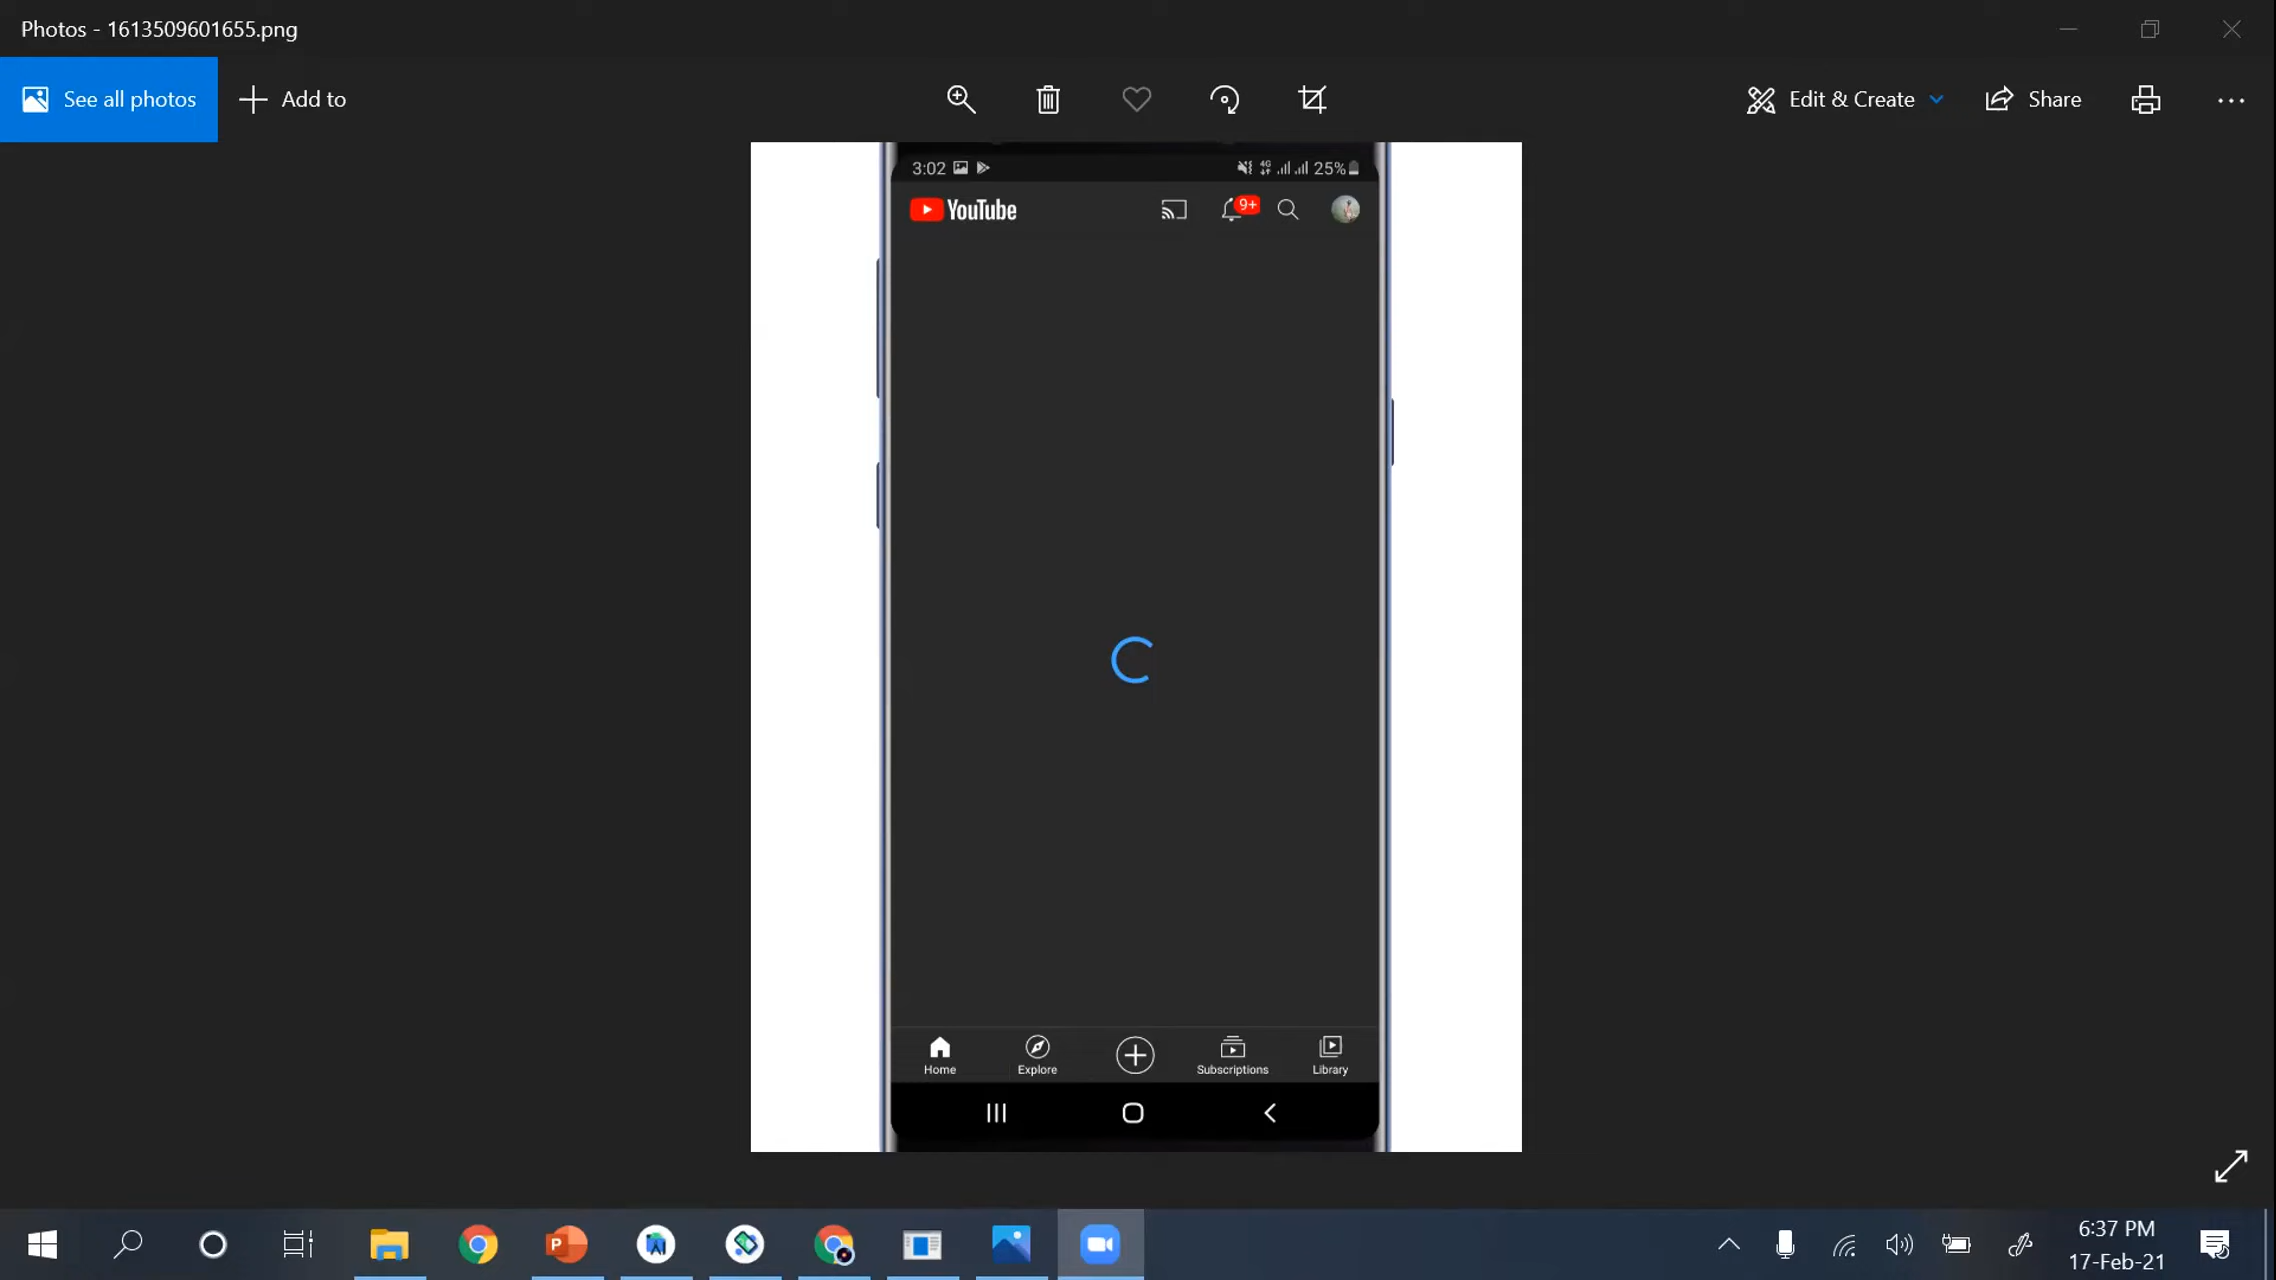 Photos - 1613509601655.png
See all photos
Add to
Edit & Create
Share
3:02
4G
25%
YouTube
9+
Home
Explore
Subscriptions
Library
6:37 PM
17-Feb-21